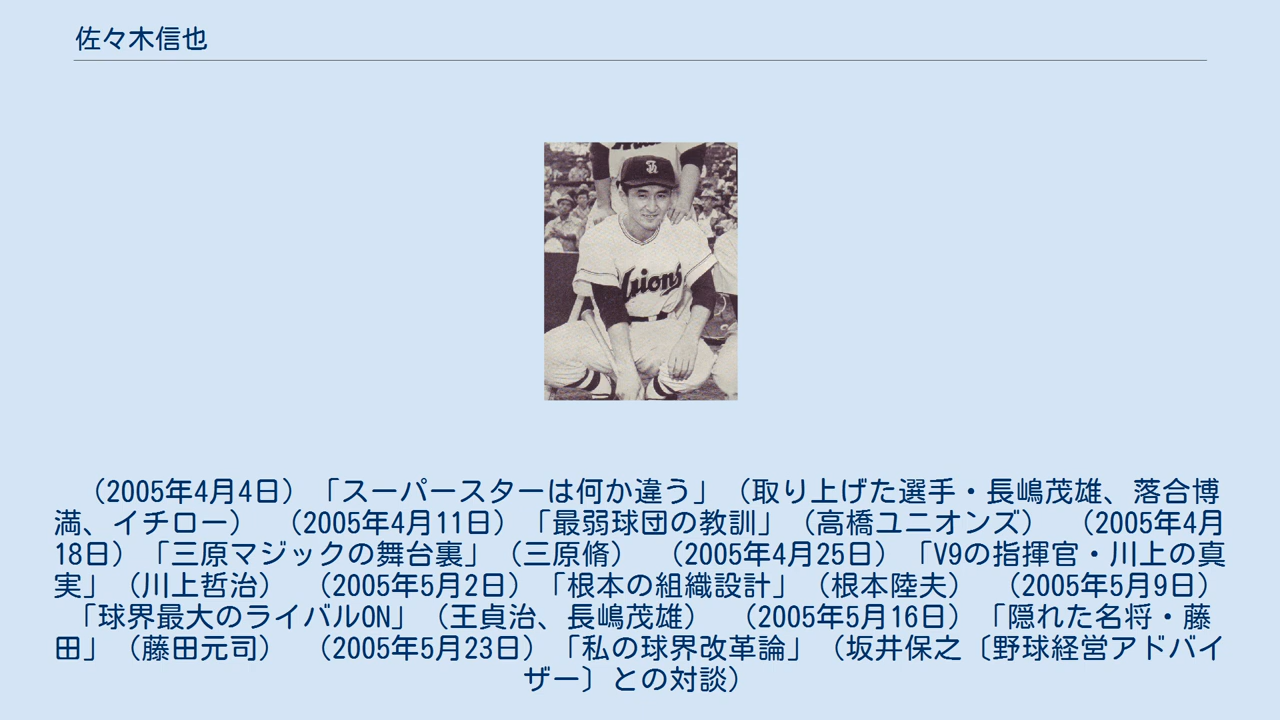 佐々木信也
Orions
（2005年4月4日）「スーパースターは何か違う」（取り上げた選手・長嶋茂雄、落合博
満、イチロー）　（2005年4月11日）「最弱球団の教訓」（高橋ユニオンズ）　（2005年4月
18日）「三原マジックの舞台裏」（三原脩）　（2005年4月25日）「V9の指揮官・川上の真
実」（川上哲治）　（2005年5月2日）「根本の組織設計」（根本陸夫）　（2005年5月9日）
「球界最大のライバルON」（王貞治、長嶋茂雄）　（2005年5月16日）「隠れた名将・藤
田」（藤田元司）　（2005年5月23日）「私の球界改革論」（坂井保之〔野球経営アドバイ
ザー〕との対談）